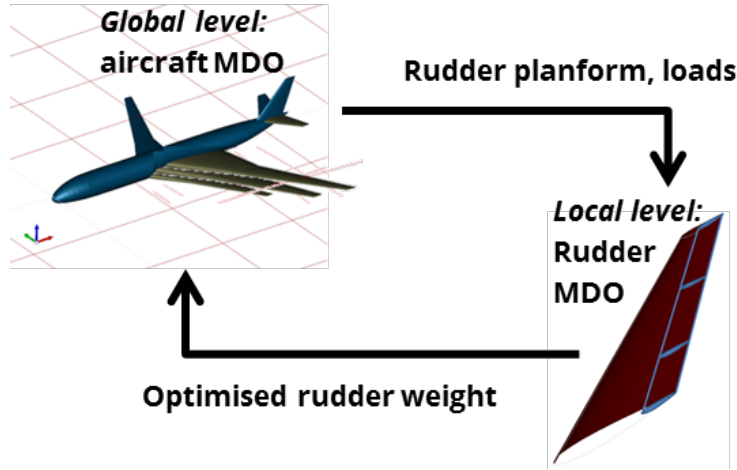 Global level:
aircraft MDO
Rudder planform, loads
Local level:
Rudder
MDO
Optimised rudder weight